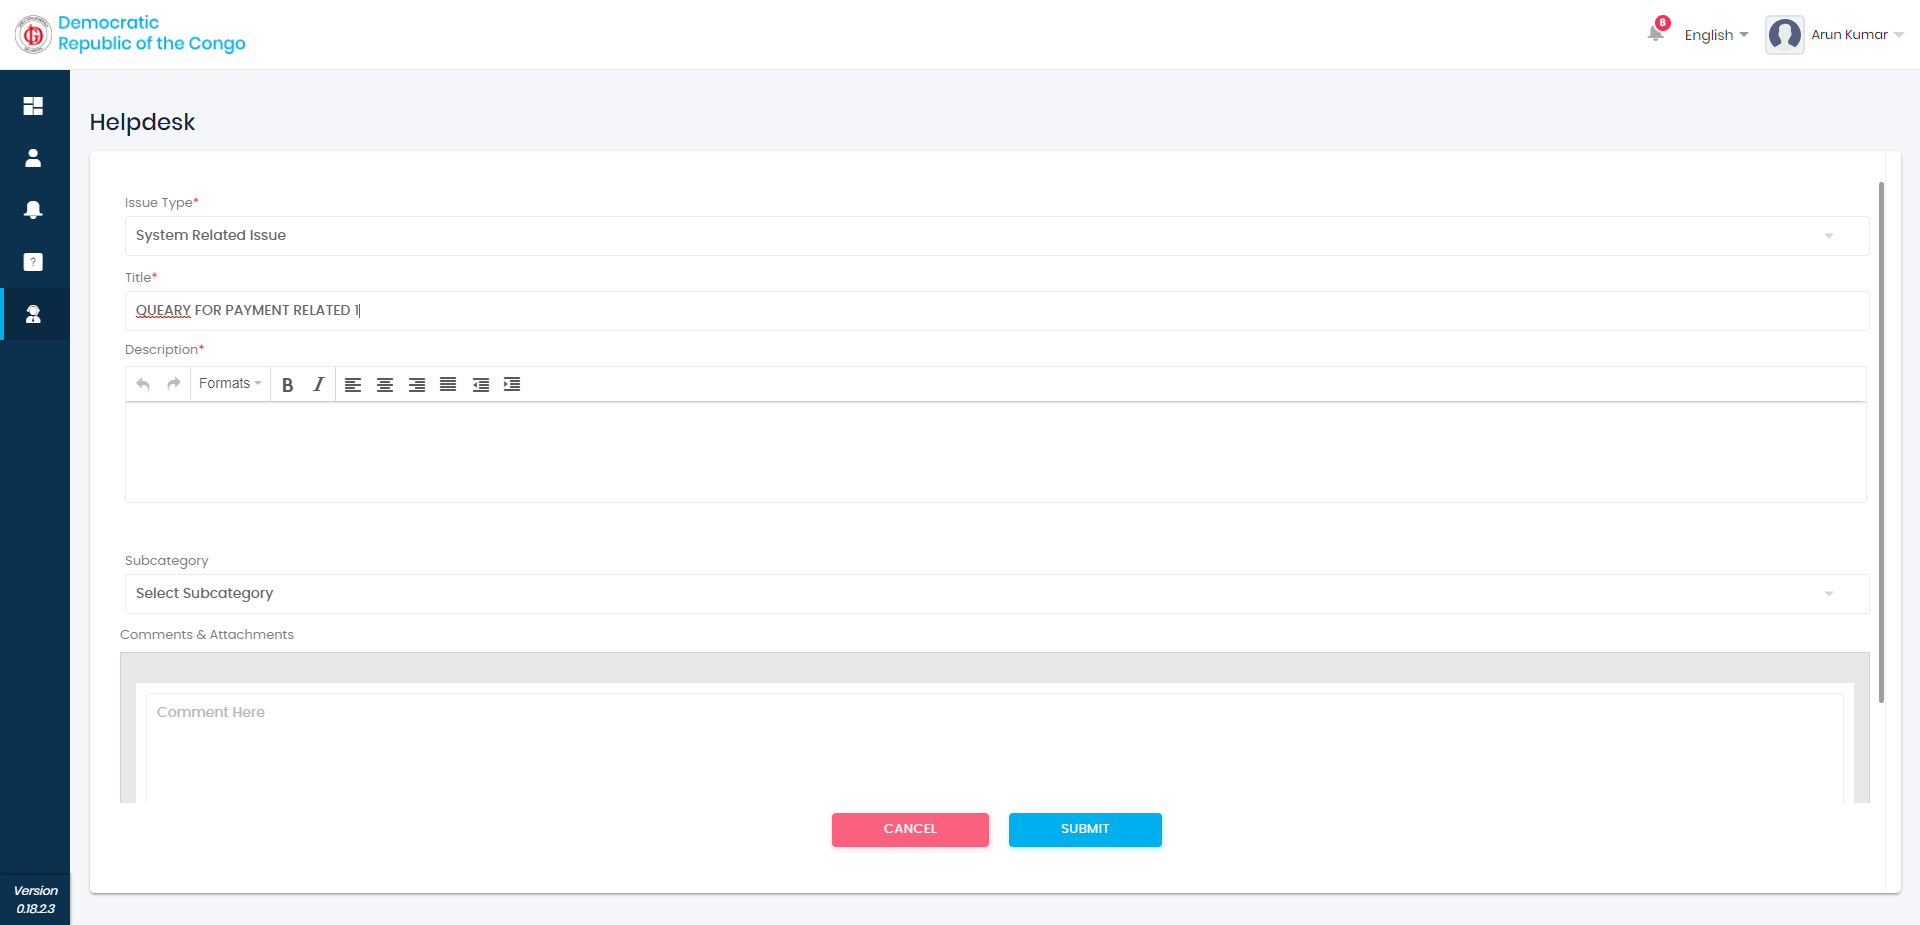 Democratic
Republic of the Congo
8
English
Arun Kumar
Helpdesk
Issue Type*
System Related Issue
Title*
QUEARY FOR PAYMENT RELATED 1
Description*
Formats
B
I
Subcategory
Select Subcategory
Comments & Attachments
Comment Here
CANCEL
SUBMIT
Version
0.18.2.3